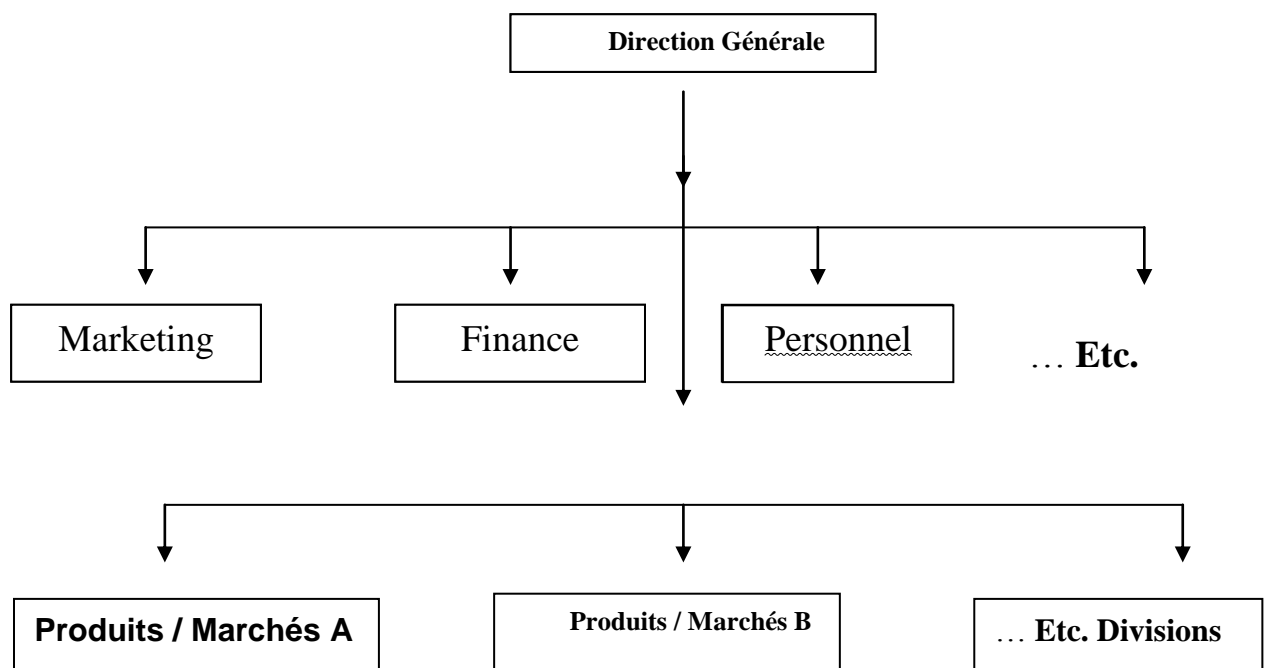 Direction Générale
Marketing
Finance
Personnel
… Etc.
Produits / Marchés A
Produits / Marchés B
… Etc. Divisions